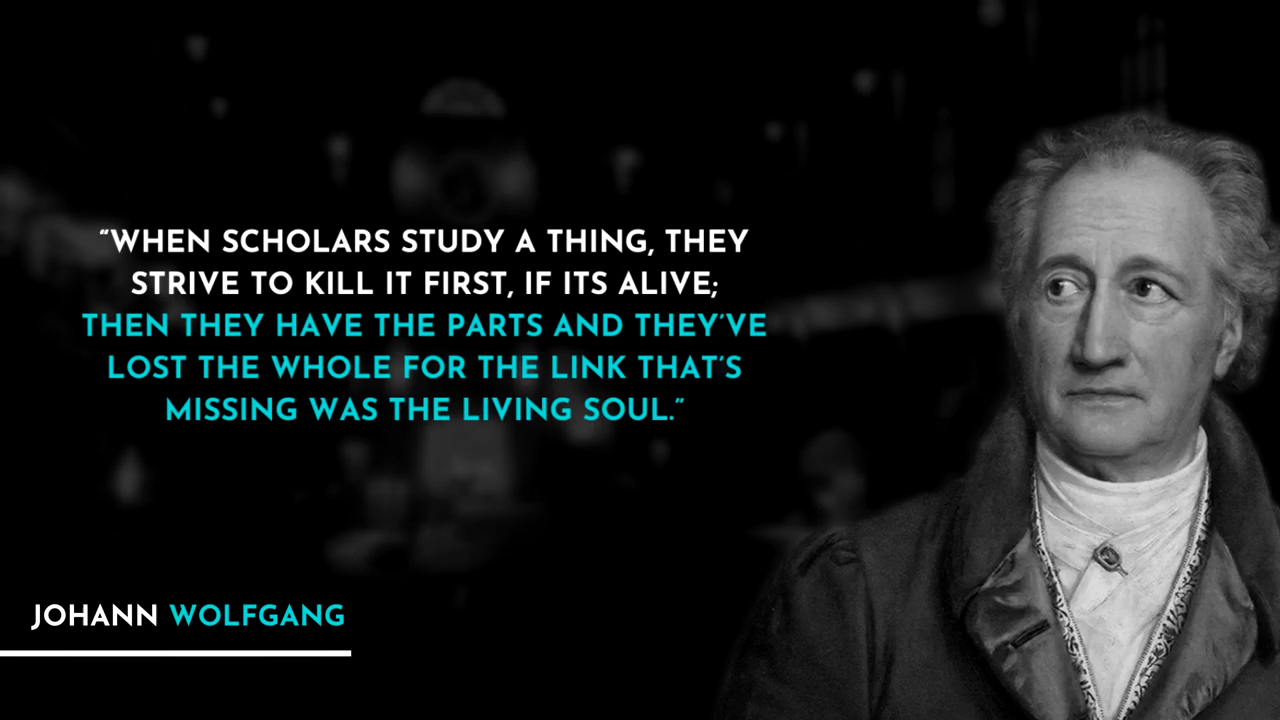 “WHEN SCHOLARS STUDY A THING, THEY
STRIVE TO KILL IT FIRST, IF ITS ALIVE;
THEN THEY HAVE THE PARTS AND THEY’VE
LOST THE WHOLE FOR THE LINK THAT’S
MISSING WAS THE LIVING SOUL.”
JOHANN WOLFGANG